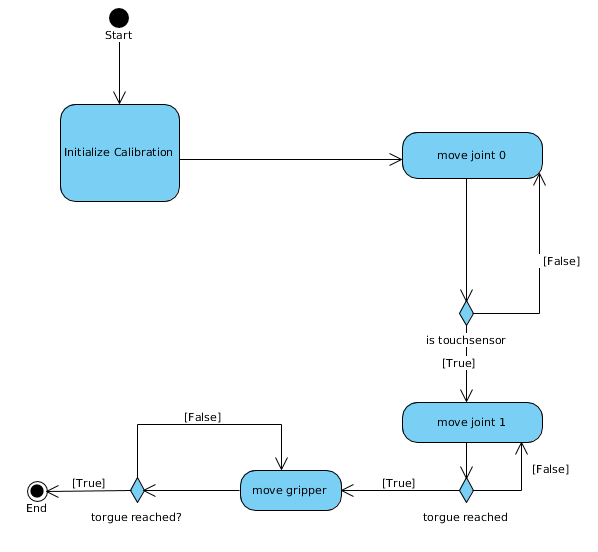 Start
Initialize Calibration
move joint 0
[False]
is touchsensor
[True]
move joint 1
[False]
torgue reached
[True]
move gripper
[False]
torgue reached?
[True]
End